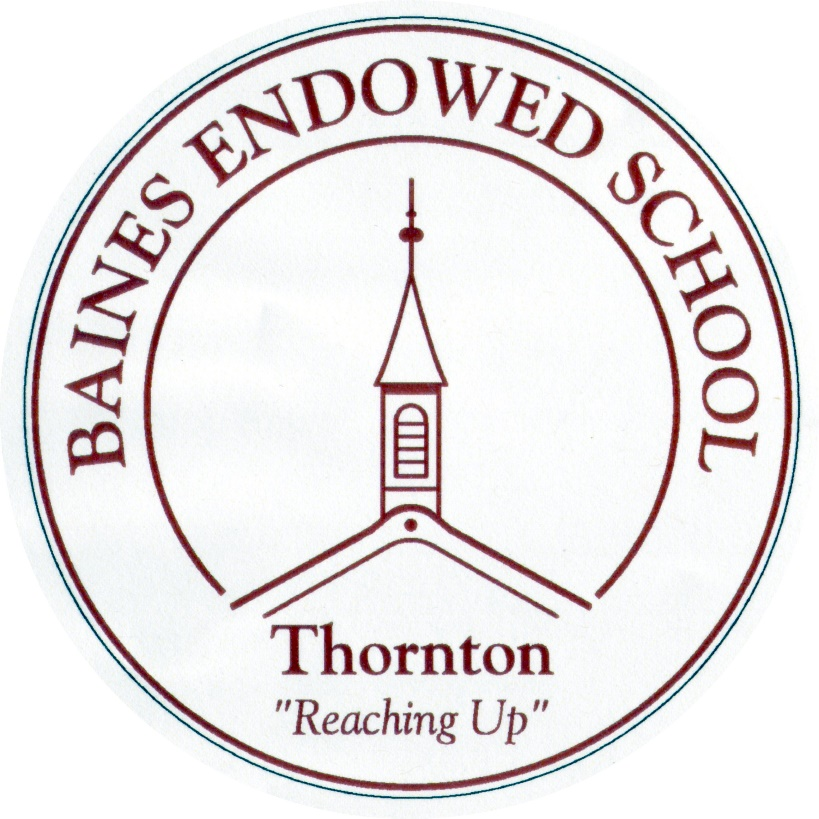 BAINES ENDOWED SCHOOL
Thornton
"Reaching Up"